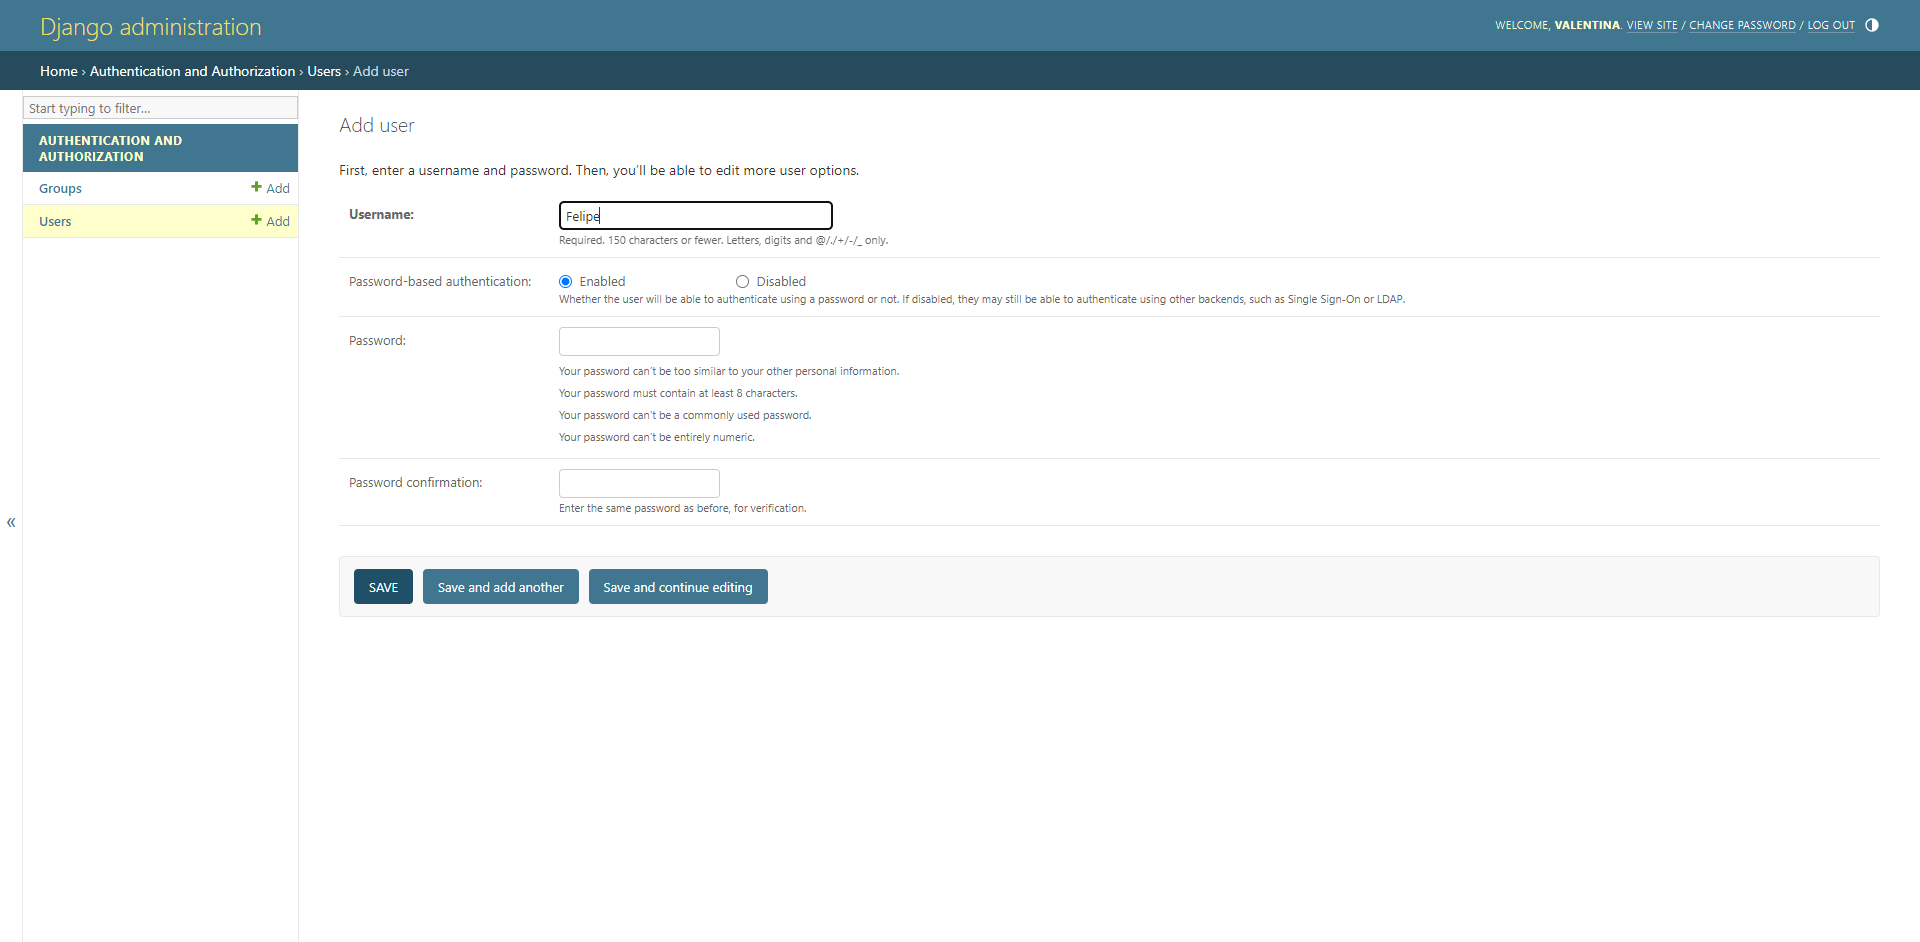 Django administration
WELCOME, VALENTINA. VIEW SITE / CHANGE PASSWORD / LOG OUT
Home › Authentication and Authorization › Users › Add user
Start typing to filter...
AUTHENTICATION AND
AUTHORIZATION
Groups + Add
Users + Add
«
Add user
First, enter a username and password. Then, you’ll be able to edit more user options.
Username: Felipe
Required. 150 characters or fewer. Letters, digits and @/./+/-/_ only.
Password-based authentication: Enabled Disabled
Whether the user will be able to authenticate using a password or not. If disabled, they may still be able to authenticate using other backends, such as Single Sign-On or LDAP.
Password:
Your password can’t be too similar to your other personal information.
Your password must contain at least 8 characters.
Your password can’t be a commonly used password.
Your password can’t be entirely numeric.
Password confirmation:
Enter the same password as before, for verification.
SAVE Save and add another Save and continue editing